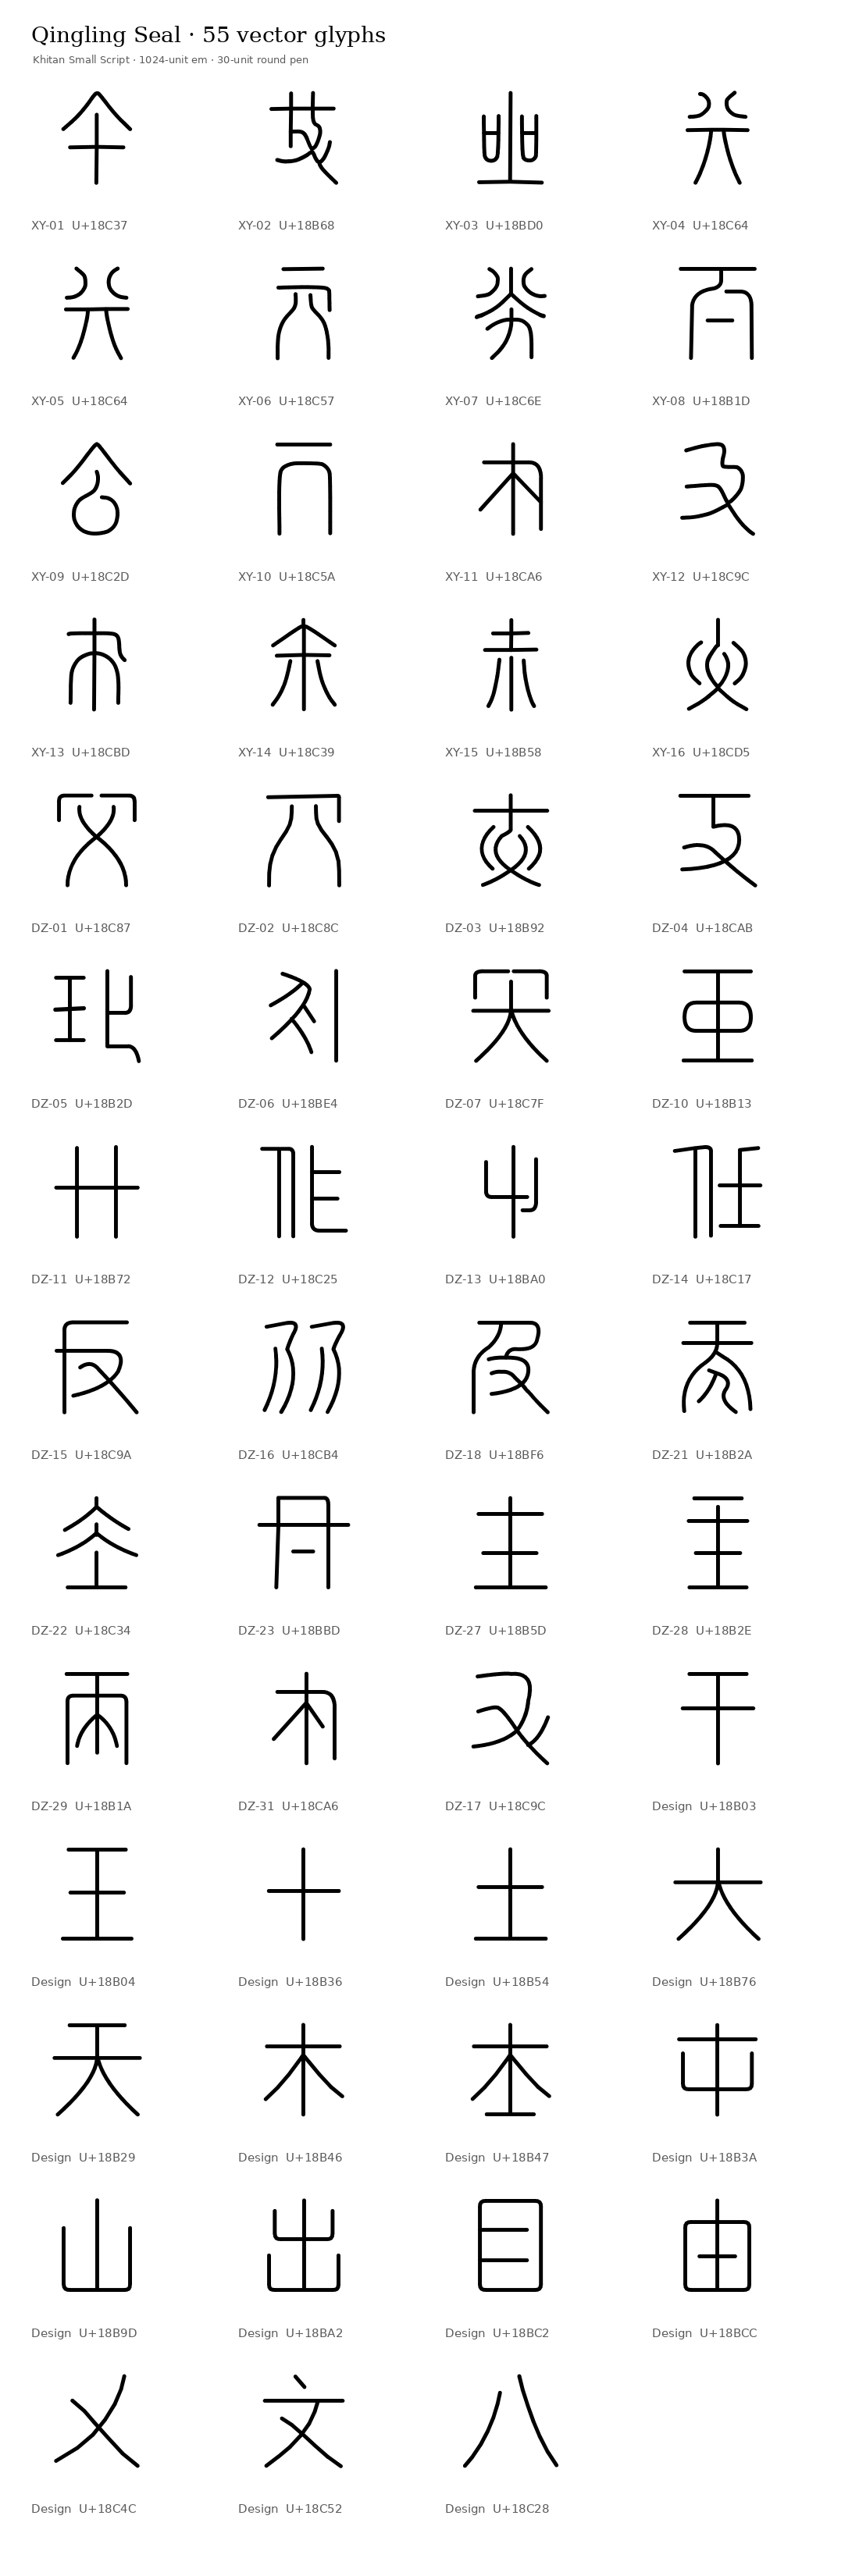 Qingling Seal · 55 vector glyphs
Khitan Small Script · 1024-unit em · 30-unit round pen
XY-01 U+18C37 XY-02 U+18B68 XY-03 U+18BD0 XY-04 U+18C64
XY-05 U+18C64 XY-06 U+18C57 XY-07 U+18C6E XY-08 U+18B1D
XY-09 U+18C2D XY-10 U+18C5A XY-11 U+18CA6 XY-12 U+18C9C
XY-13 U+18CBD XY-14 U+18C39 XY-15 U+18B58 XY-16 U+18CD5
DZ-01 U+18C87 DZ-02 U+18C8C DZ-03 U+18B92 DZ-04 U+18CAB
DZ-05 U+18B2D DZ-06 U+18BE4 DZ-07 U+18C7F DZ-10 U+18B13
DZ-11 U+18B72 DZ-12 U+18C25 DZ-13 U+18BA0 DZ-14 U+18C17
DZ-15 U+18C9A DZ-16 U+18CB4 DZ-18 U+18BF6 DZ-21 U+18B2A
DZ-22 U+18C34 DZ-23 U+18BBD DZ-27 U+18B5D DZ-28 U+18B2E
DZ-29 U+18B1A DZ-31 U+18CA6 DZ-17 U+18C9C Design U+18B03
Design U+18B04 Design U+18B36 Design U+18B54 Design U+18B76
Design U+18B29 Design U+18B46 Design U+18B47 Design U+18B3A
Design U+18B9D Design U+18BA2 Design U+18BC2 Design U+18BCC
Design U+18C4C Design U+18C52 Design U+18C28